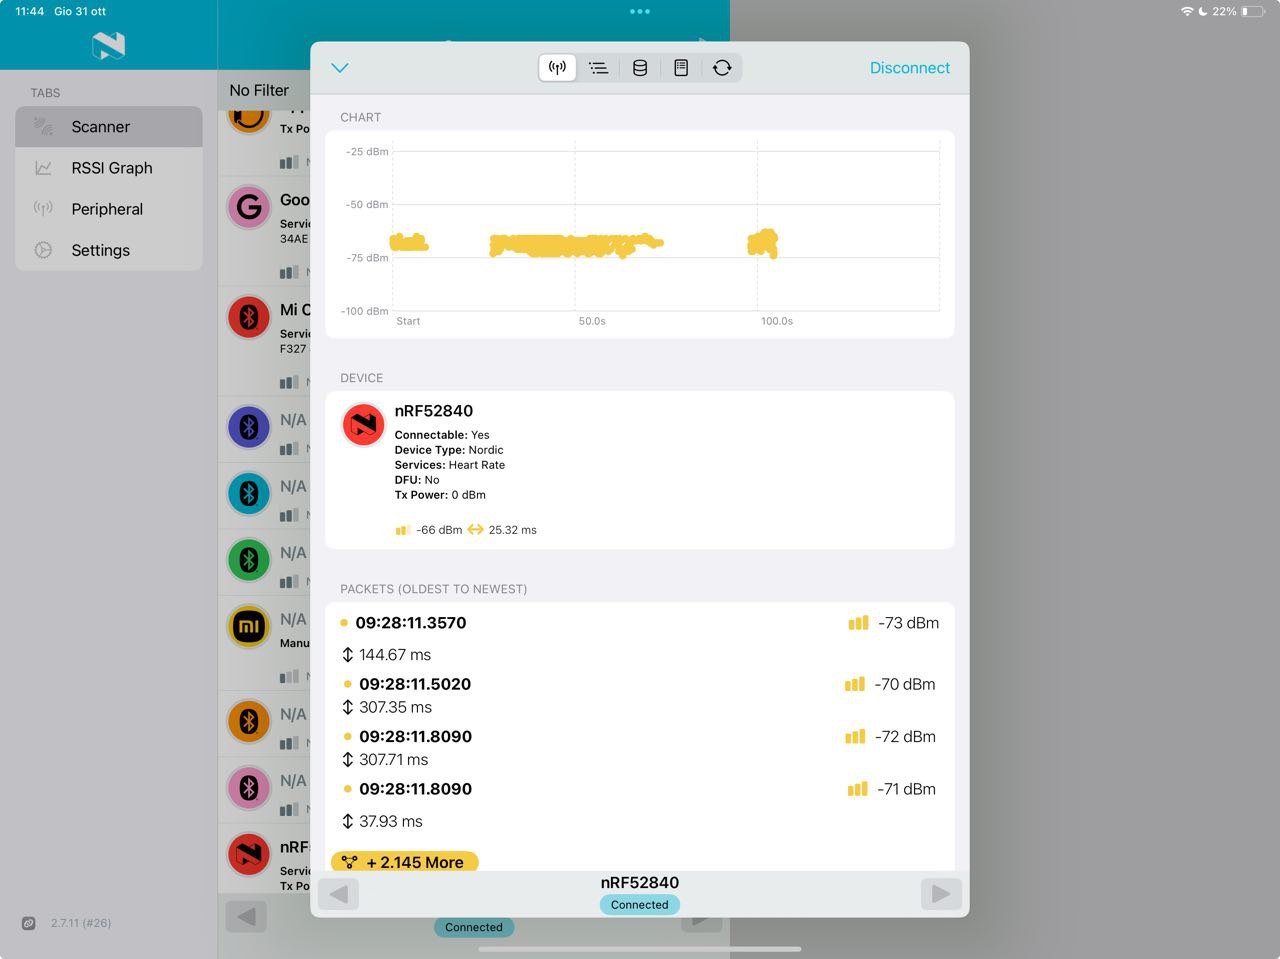 11:44 Gio 31 ott
22%
TABS
Scanner
RSSI Graph
Peripheral
Settings
2.7.11 (#26)
No Filter
Tx Po
Goo
Servi
34AE
Mi C
Servi
F327
N/A
N/A
N/A
N/A
Manu
N/A
N/A
nRF
Servi
Tx Po
Connected
Disconnect
CHART
-25 dBm
-50 dBm
-75 dBm
-100 dBm
Start 50.0s 100.0s
DEVICE
nRF52840
Connectable: Yes
Device Type: Nordic
Services: Heart Rate
DFU: No
Tx Power: 0 dBm
-66 dBm 25.32 ms
PACKETS (OLDEST TO NEWEST)
09:28:11.3570 -73 dBm
144.67 ms
09:28:11.5020 -70 dBm
307.35 ms
09:28:11.8090 -72 dBm
307.71 ms
09:28:11.8090 -71 dBm
37.93 ms
+ 2.145 More
nRF52840
Connected